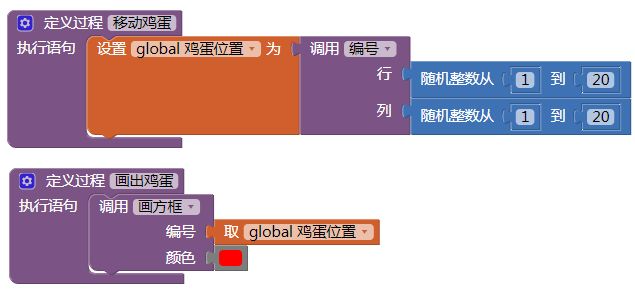 定义过程 移动鸡蛋
执行语句 设置 global 鸡蛋位置 为 调用 编号
行 随机整数从 1 到 20
列 随机整数从 1 到 20
定义过程 画出鸡蛋
执行语句 调用 画方框
编号 取 global 鸡蛋位置
颜色